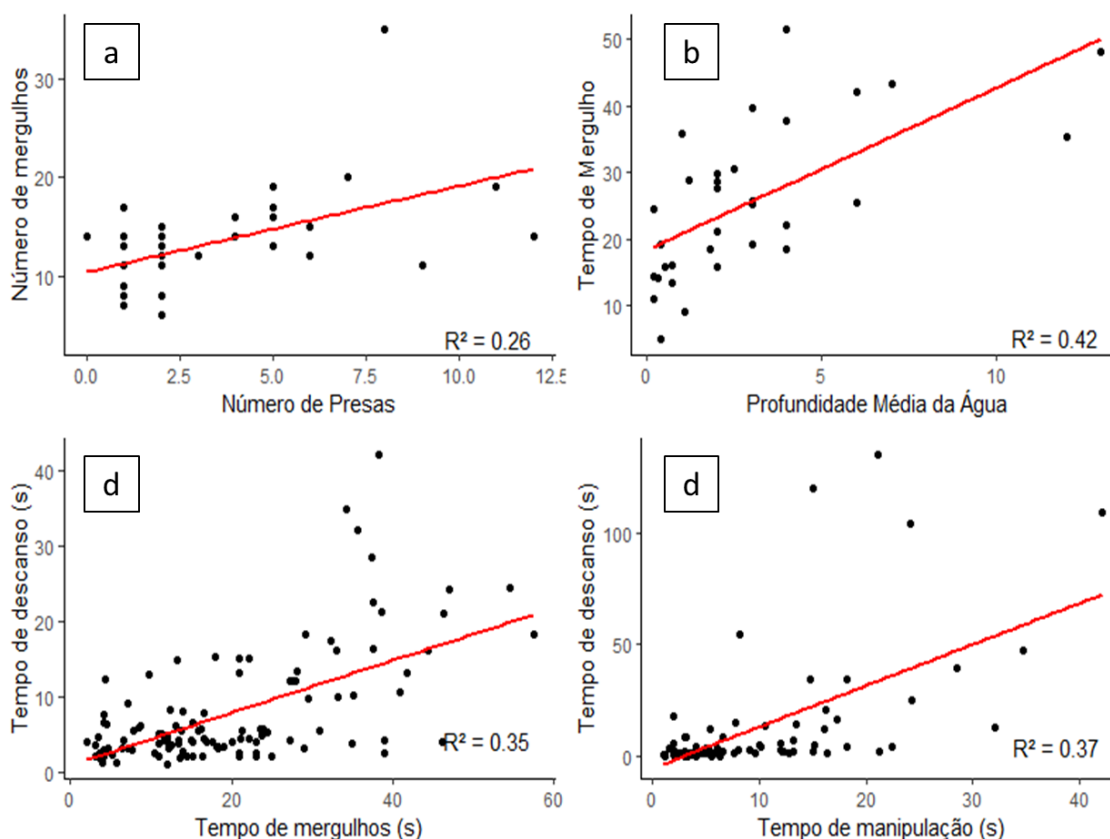 a
Número de mergulhos
30
20
10
R² = 0.26
0.0 2.5 5.0 7.5 10.0 12.5
Número de Presas
b
Tempo de Mergulho
50
40
30
20
10
R² = 0.42
0 5 10
Profundidade Média da Água
d
Tempo de descanso (s)
40
30
20
10
0
R² = 0.35
0 20 40 60
Tempo de mergulhos (s)
d
Tempo de descanso (s)
100
50
0
R² = 0.37
0 10 20 30 40
Tempo de manipulação (s)